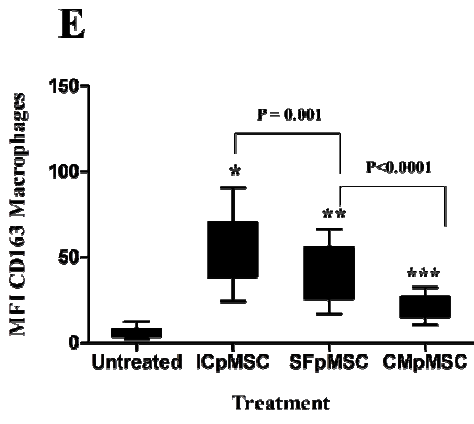 E
MFI CD163 Macrophages
150
100
50
0
P = 0.001
P<0.0001
*
**
***
Untreated ICpMSC SFpMSC CMpMSC
Treatment